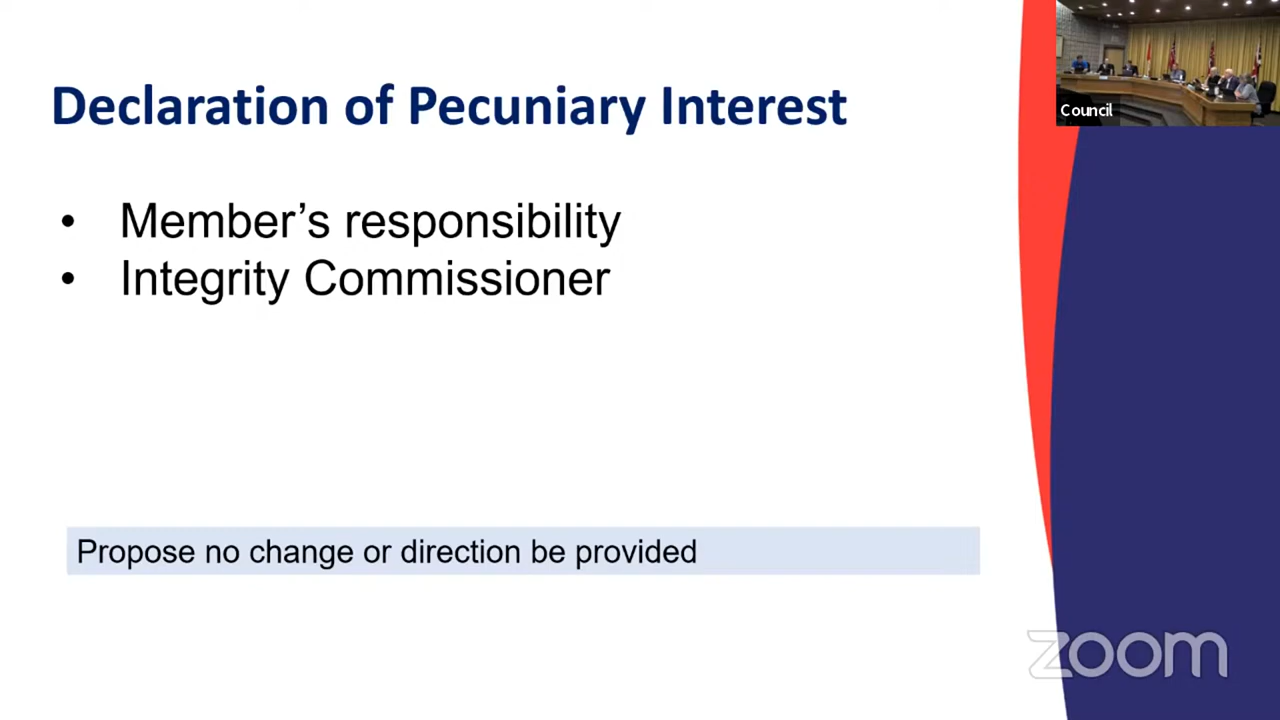 Declaration of Pecuniary Interest
• Member’s responsibility
• Integrity Commissioner
Propose no change or direction be provided
Council
zoom